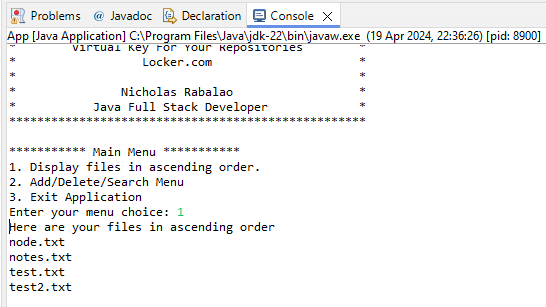 Problems @ Javadoc Declaration Console
App [Java Application] C:\Program Files\Java\jdk-22\bin\javaw.exe (19 Apr 2024, 22:36:26) [pid: 8900]
* Virtual Key For Your Repositories *
* Locker.com *
* *
* Nicholas Rabalao *
* Java Full Stack Developer *
***************************************************
*********** Main Menu ***********
1. Display files in ascending order.
2. Add/Delete/Search Menu
3. Exit Application
Enter your menu choice: 1
Here are your files in ascending order
node.txt
notes.txt
test.txt
test2.txt